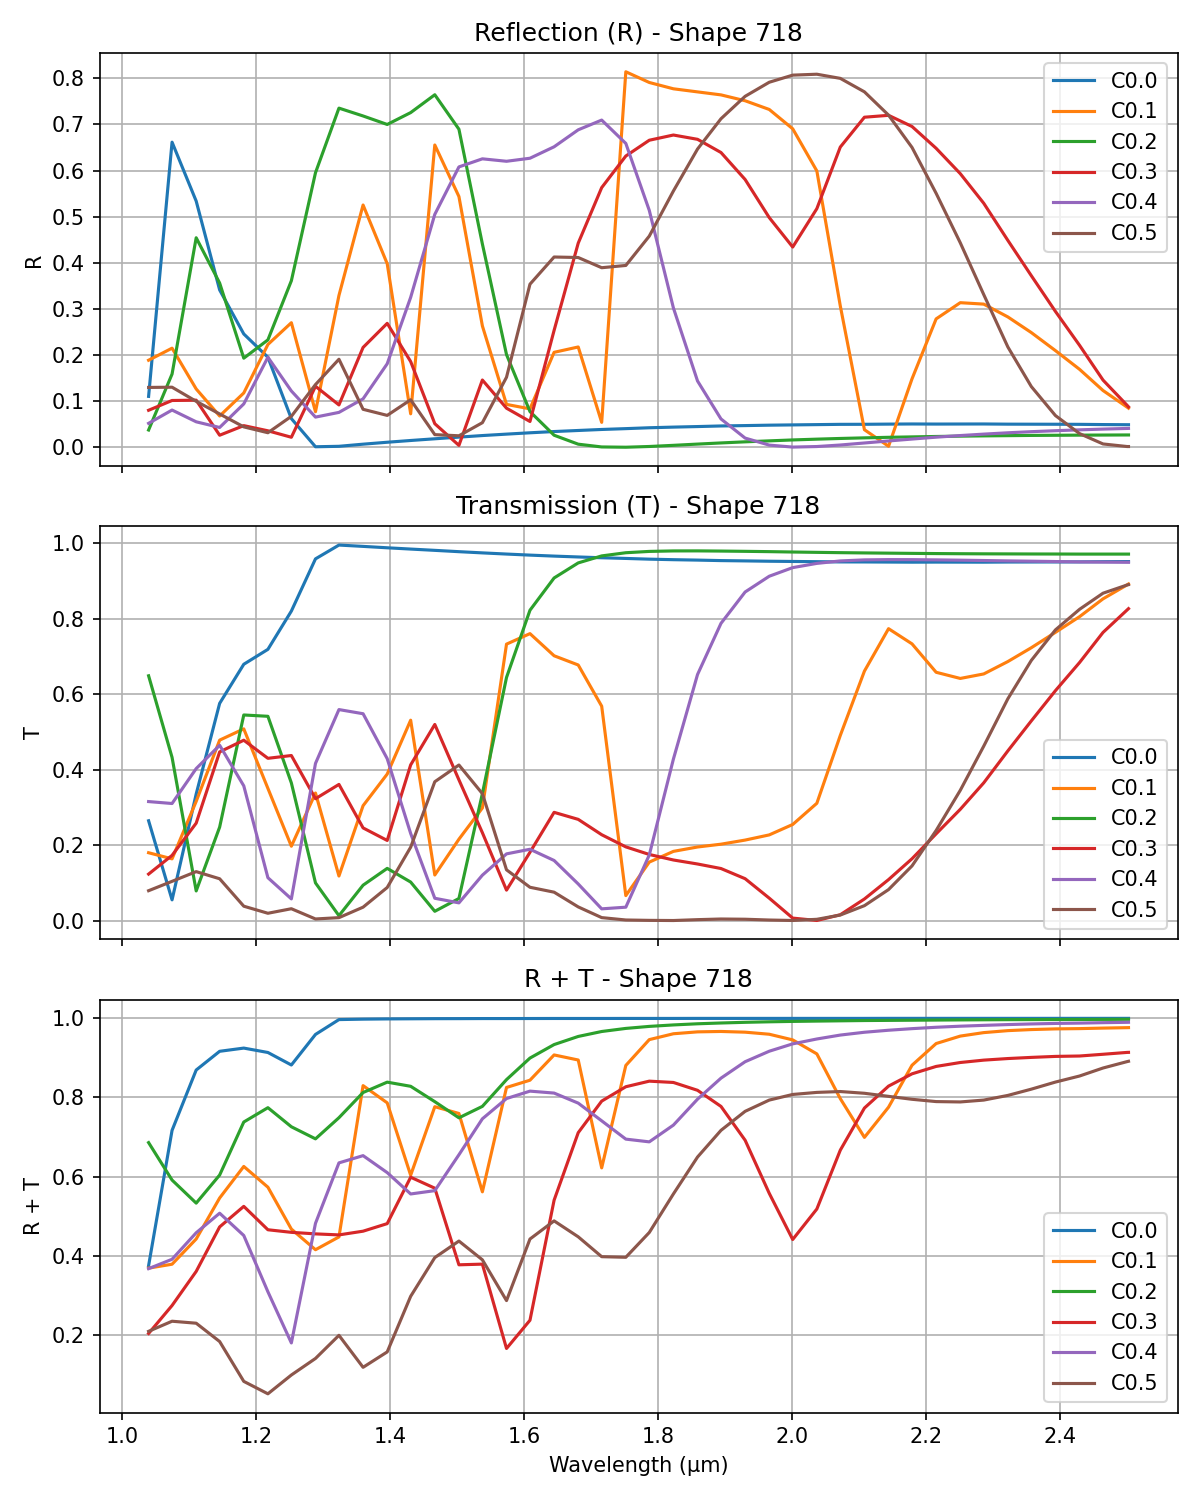 Reflection (R) - Shape 718
R
0.8
0.7
0.6
0.5
0.4
0.3
0.2
0.1
0.0
C0.0
C0.1
C0.2
C0.3
C0.4
C0.5
Transmission (T) - Shape 718
T
1.0
0.8
0.6
0.4
0.2
0.0
C0.0
C0.1
C0.2
C0.3
C0.4
C0.5
R + T - Shape 718
R + T
1.0
0.8
0.6
0.4
0.2
C0.0
C0.1
C0.2
C0.3
C0.4
C0.5
1.0 1.2 1.4 1.6 1.8 2.0 2.2 2.4
Wavelength (μm)